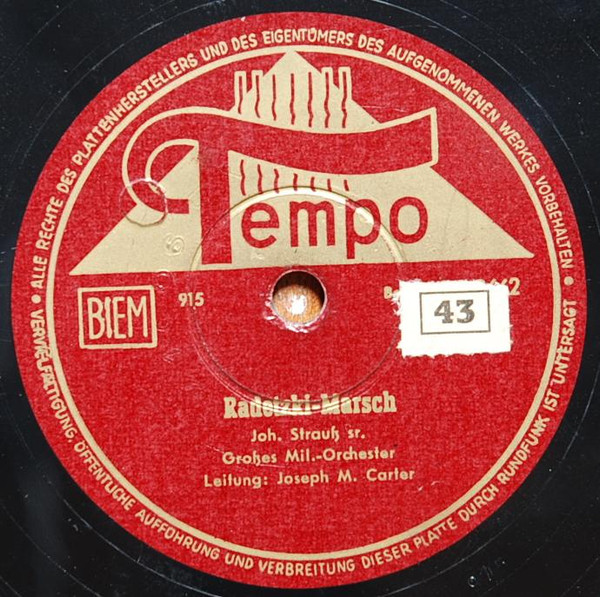 ALLE RECHTE DES PLATTENHERSTELLERS UND DES EIGENTÜMERS DES AUFGENOMMENEN WERKES VORBEHALTEN •
VERVIELFÄLTIGUNG ÖFFENTLICHE AUFFÜHRUNG UND VERBREITUNG DIESER PLATTE DURCH RUNDFUNK IST UNTERSAGT •
Tempo
BIEM
915
43
Radetzki-Marsch
Joh. Strauß sr.
Großes Mil.-Orchester
Leitung: Joseph M. Carter